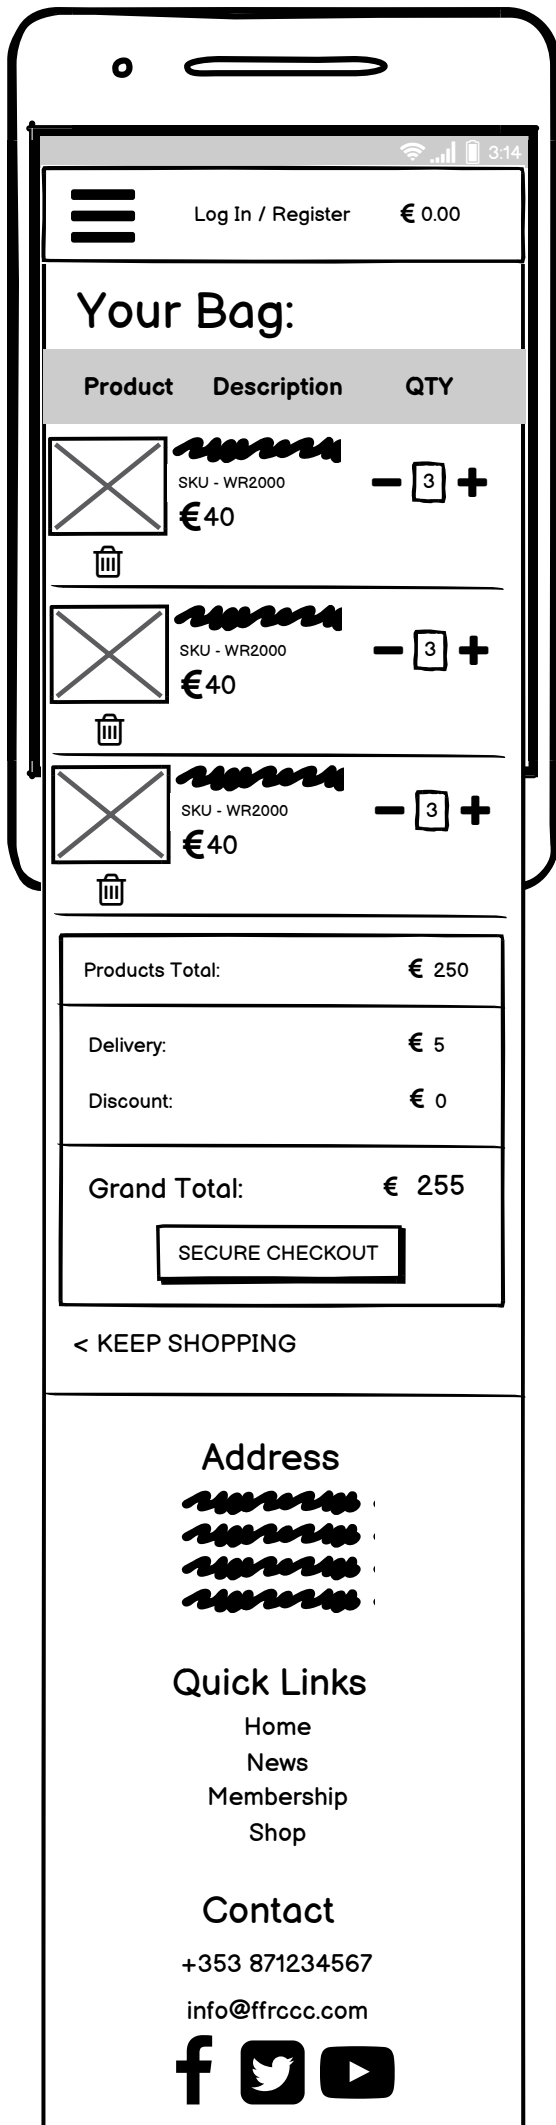 3:14
Log In / Register € 0.00
Your Bag:
Product Description QTY
SKU - WR2000
3
€40
SKU - WR2000
3
€40
SKU - WR2000
3
€40
Products Total: € 250
Delivery: € 5
Discount: € 0
Grand Total: € 255
SECURE CHECKOUT
< KEEP SHOPPING
Address
Quick Links
Home
News
Membership
Shop
Contact
+353 871234567
info@ffrccc.com